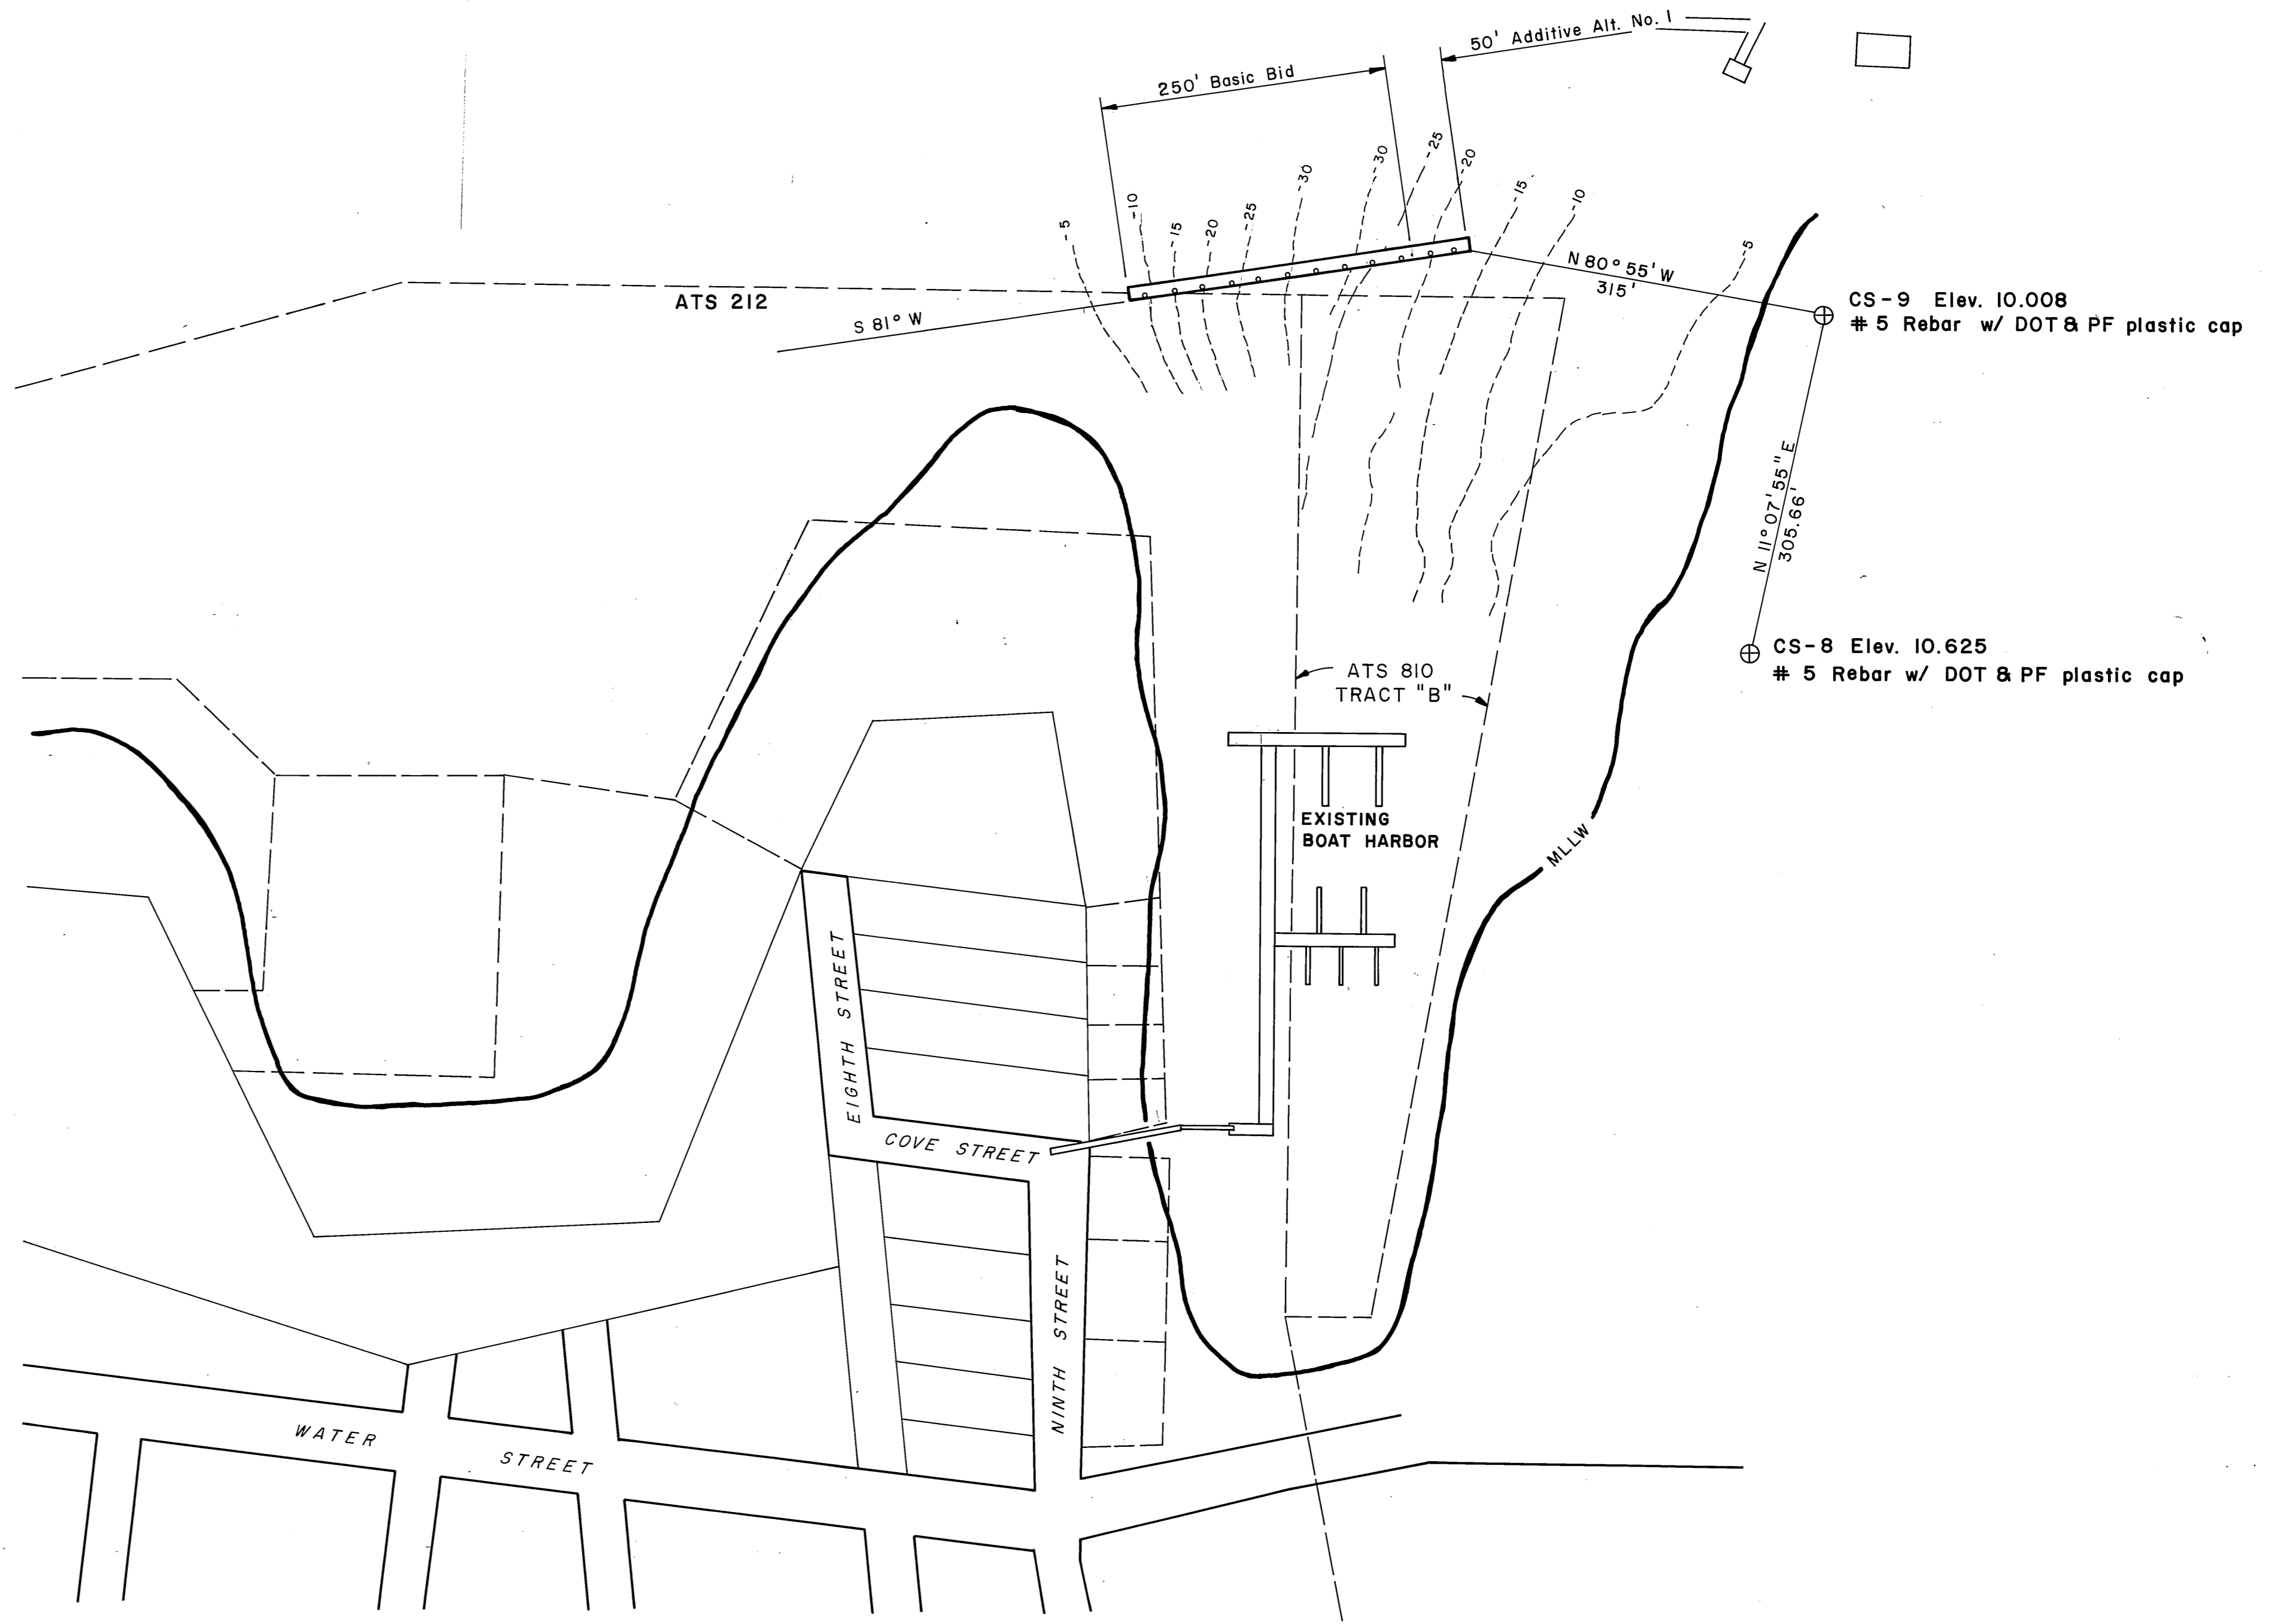 50' Additive Alt. No. 1
250' Basic Bid
-5
-10
-15
-20
-25
-30
-30
-25
-20
-15
-10
-5
N 80° 55' W
315'
CS-9 Elev. 10.008
# 5 Rebar w/ DOT & PF plastic cap
ATS 212
S 81° W
N 11° 07' 55" E
305.66'
CS-8 Elev. 10.625
# 5 Rebar w/ DOT & PF plastic cap
ATS 810
TRACT "B"
EXISTING
BOAT HARBOR
MLLW
EIGHTH STREET
COVE STREET
NINTH STREET
WATER STREET